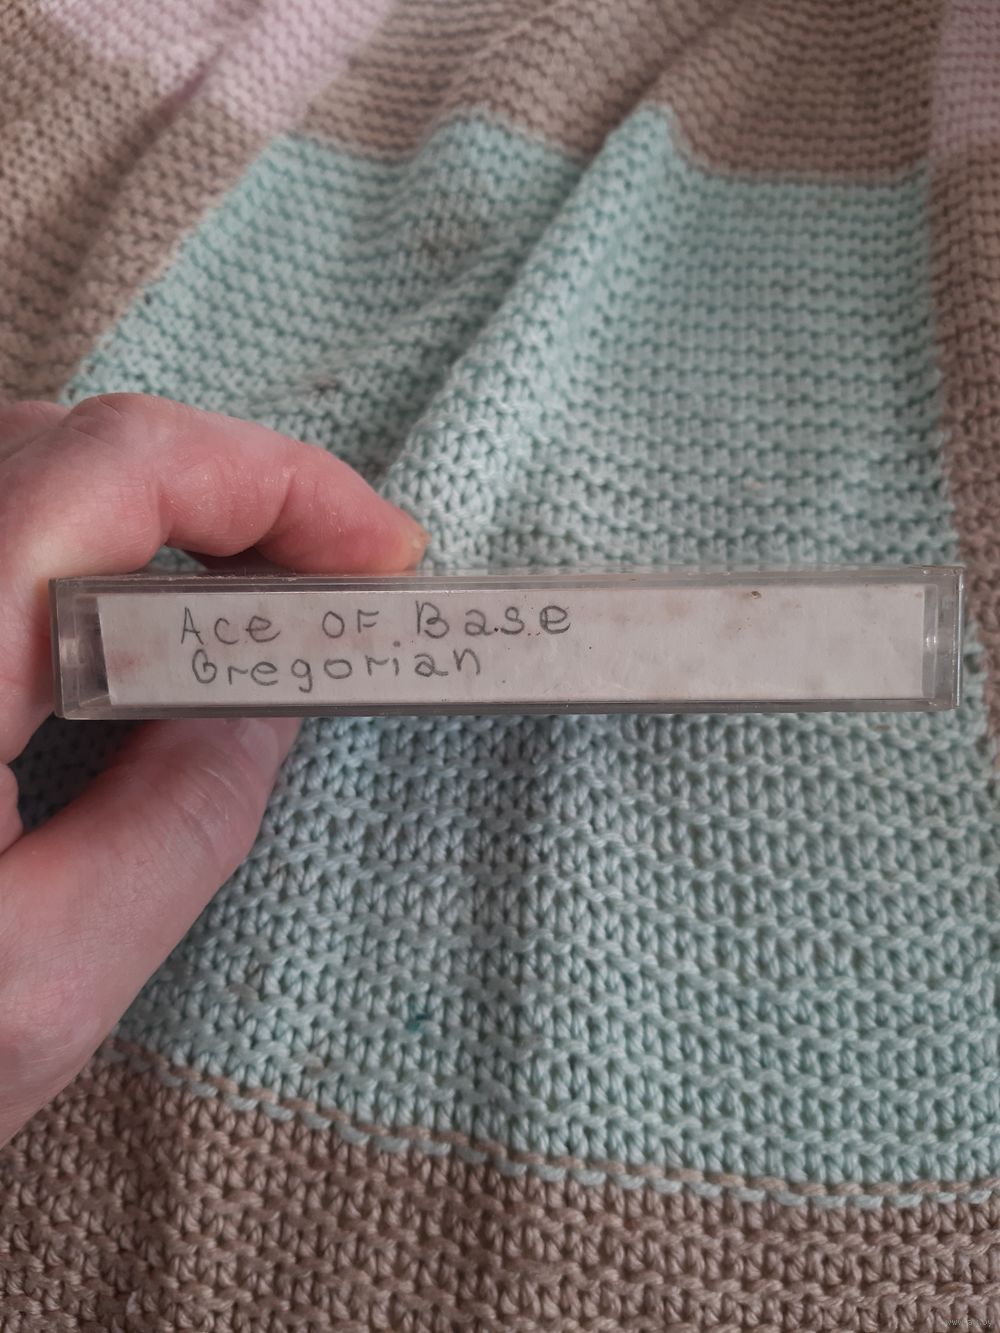 Ace OF Base
Gregorian